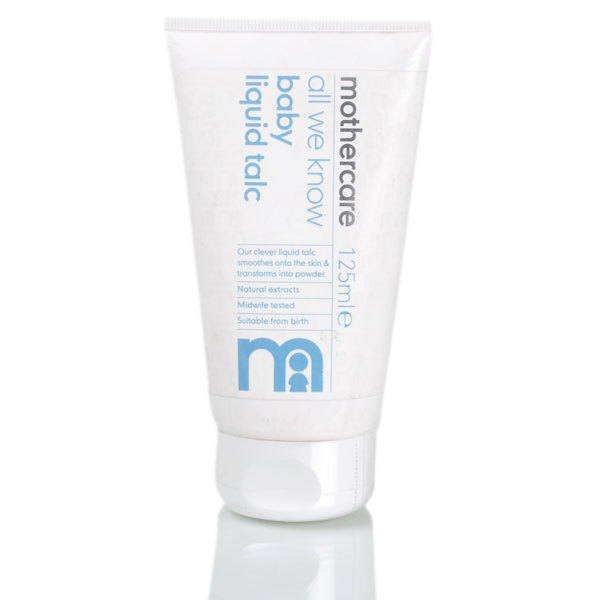 mothercare
all we know
baby
liquid talc
125ml e
Our clever liquid talc
smoothes onto the skin &
transforms into powder.
Natural extracts
Midwife tested
Suitable from birth
m